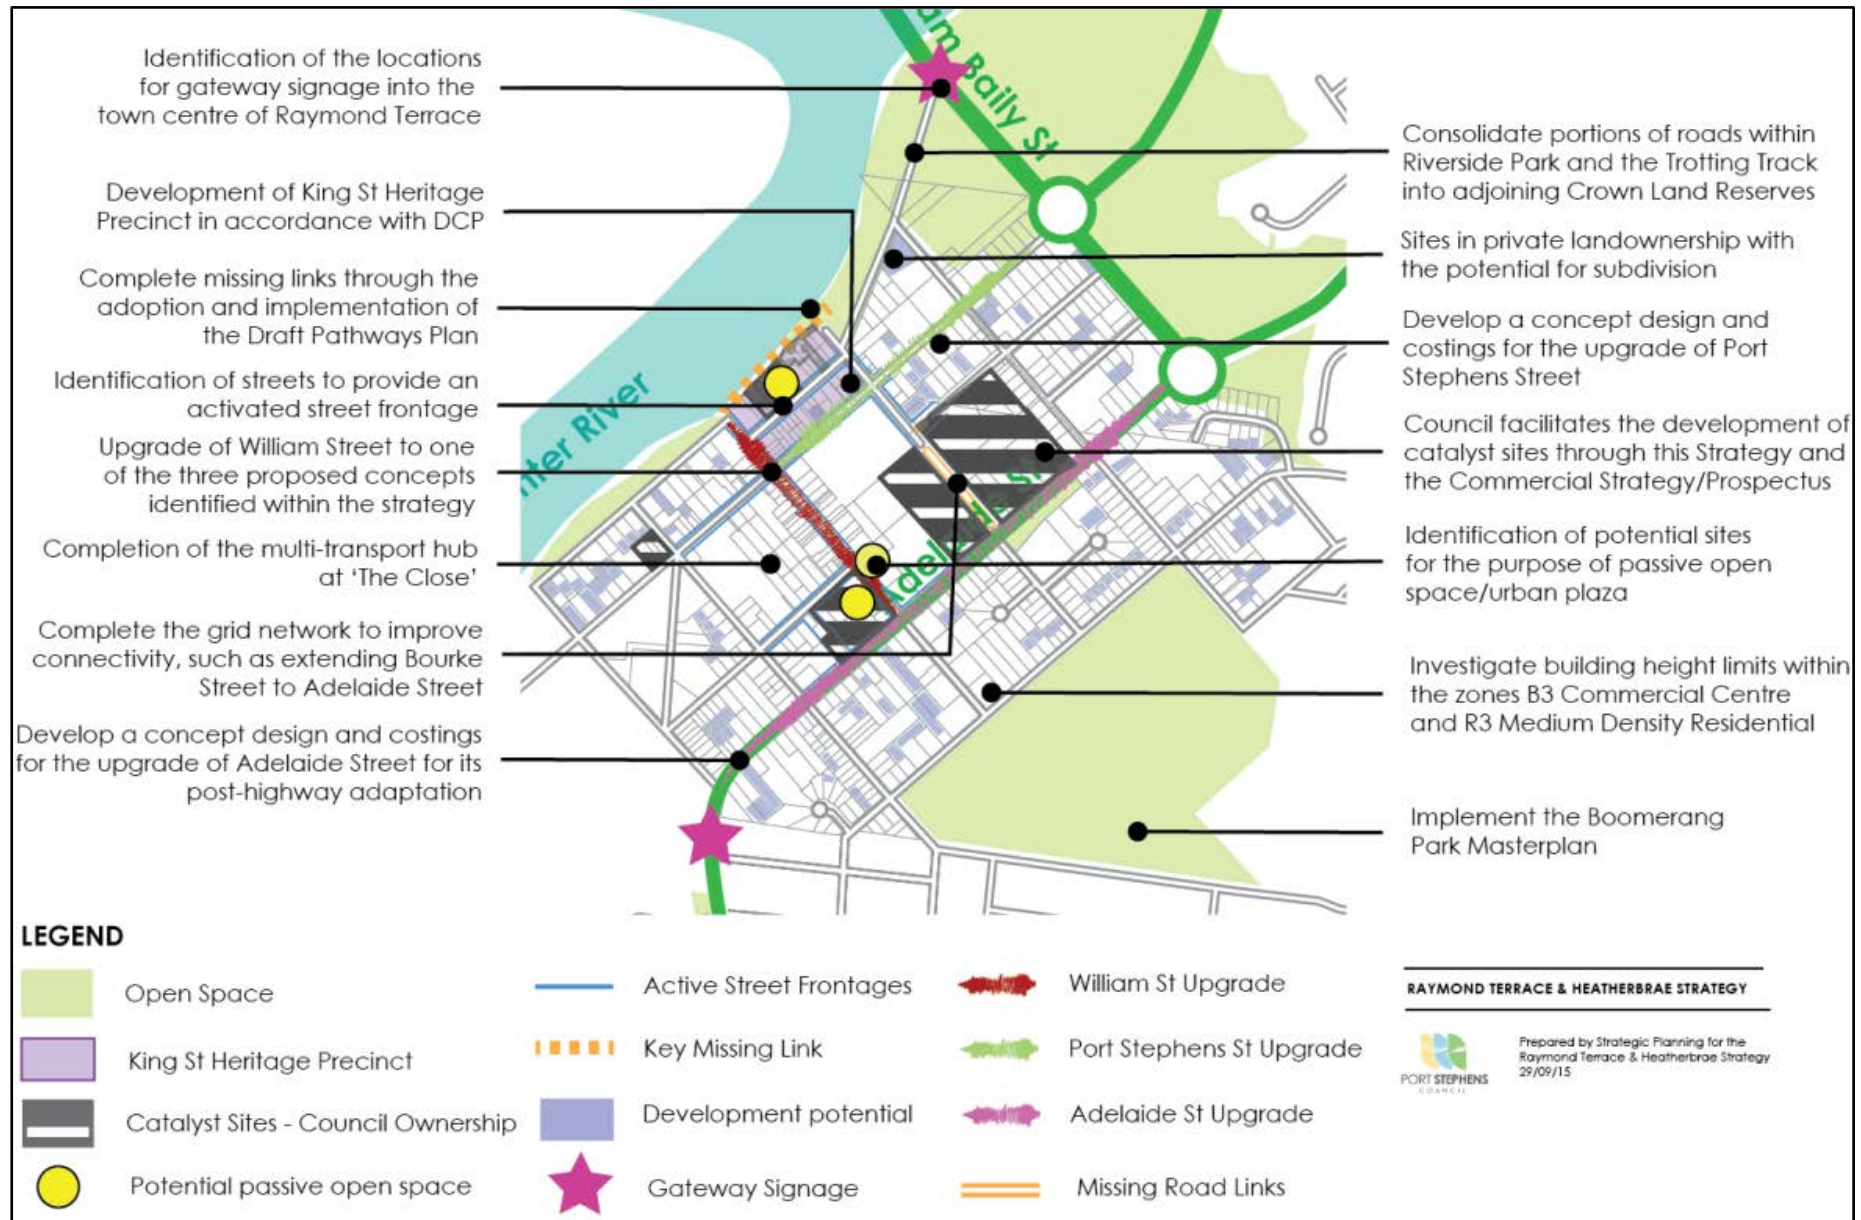 Identification of the locations
for gateway signage into the
town centre of Raymond Terrace
Development of King St Heritage
Precinct in accordance with DCP
Complete missing links through the
adoption and implementation of
the Draft Pathways Plan
Identification of streets to provide an
activated street frontage
Upgrade of William Street to one
of the three proposed concepts
identified within the strategy
Completion of the multi-transport hub
at ‘The Close’
Complete the grid network to improve
connectivity, such as extending Bourke
Street to Adelaide Street
Develop a concept design and costings
for the upgrade of Adelaide Street for its
post-highway adaptation
am Baily St
nter River
Adelaide St
Consolidate portions of roads within
Riverside Park and the Trotting Track
into adjoining Crown Land Reserves
Sites in private landownership with
the potential for subdivision
Develop a concept design and
costings for the upgrade of Port
Stephens Street
Council facilitates the development of
catalyst sites through this Strategy and
the Commercial Strategy/Prospectus
Identification of potential sites
for the purpose of passive open
space/urban plaza
Investigate building height limits within
the zones B3 Commercial Centre
and R3 Medium Density Residential
Implement the Boomerang
Park Masterplan
LEGEND
Open Space
King St Heritage Precinct
Catalyst Sites - Council Ownership
Potential passive open space
Active Street Frontages
Key Missing Link
Development potential
Gateway Signage
William St Upgrade
Port Stephens St Upgrade
Adelaide St Upgrade
Missing Road Links
RAYMOND TERRACE & HEATHERBRAE STRATEGY
PORT STEPHENS
COUNCIL
Prepared by Strategic Planning for the
Raymond Terrace & Heatherbrae Strategy
29/09/15